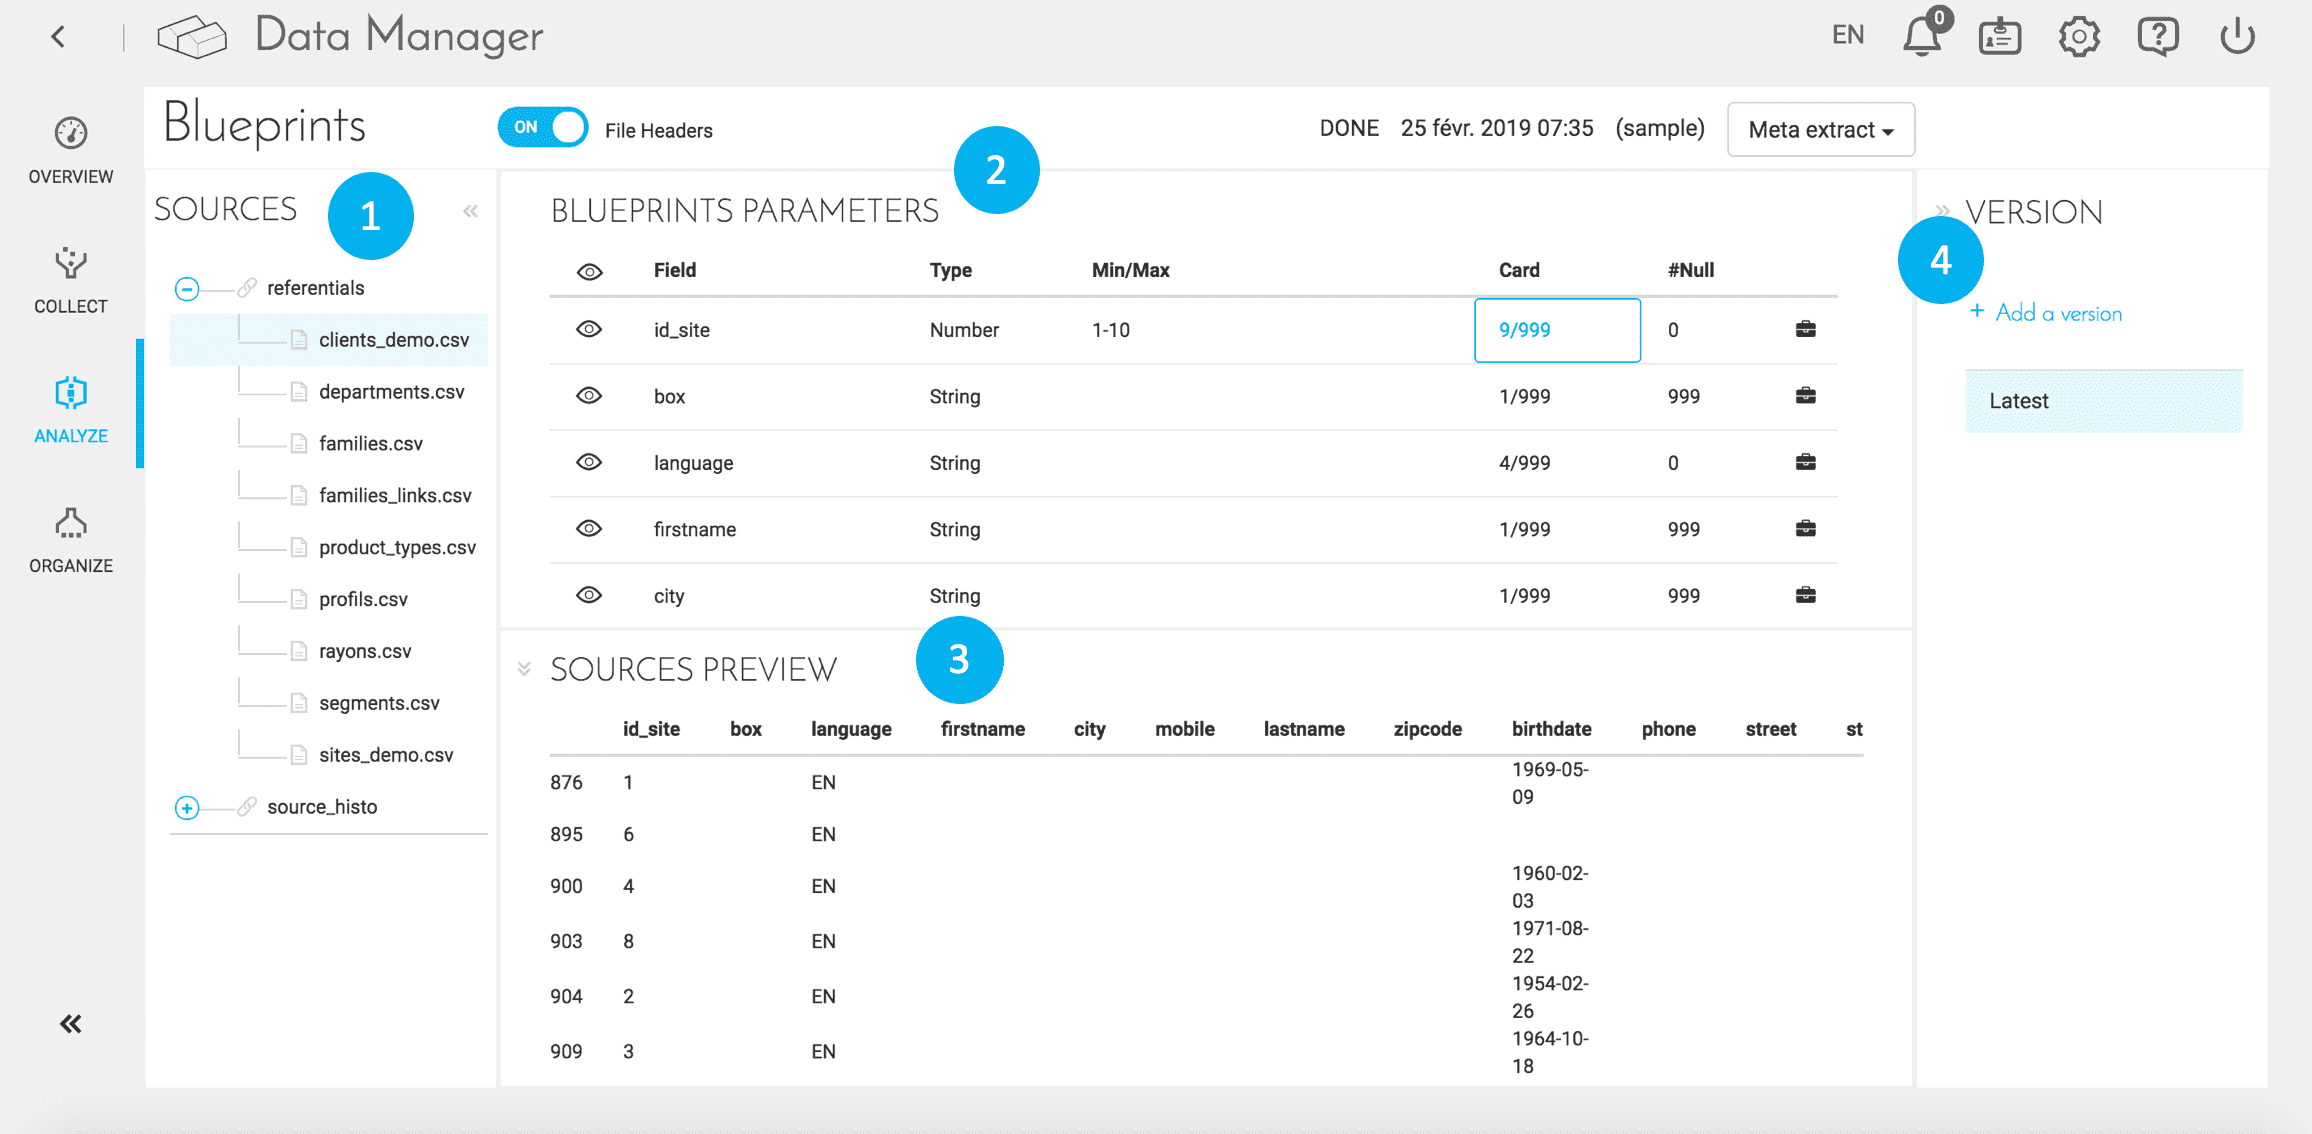 Data Manager
EN
0
Blueprints
ON
File Headers
DONE 25 févr. 2019 07:35 (sample)
Meta extract
OVERVIEW
COLLECT
ANALYZE
ORGANIZE
SOURCES
1
referentials
clients_demo.csv
departments.csv
families.csv
families_links.csv
product_types.csv
profils.csv
rayons.csv
segments.csv
sites_demo.csv
source_histo
2
BLUEPRINTS PARAMETERS
Field Type Min/Max Card #Null
id_site Number 1-10 9/999 0
box String 1/999 999
language String 4/999 0
firstname String 1/999 999
city String 1/999 999
3
SOURCES PREVIEW
id_site box language firstname city mobile lastname zipcode birthdate phone street st
876 1 EN 1969-05-
09
895 6 EN
900 4 EN 1960-02-
03
903 8 EN 1971-08-
22
904 2 EN 1954-02-
26
909 3 EN 1964-10-
18
VERSION
4
+ Add a version
Latest